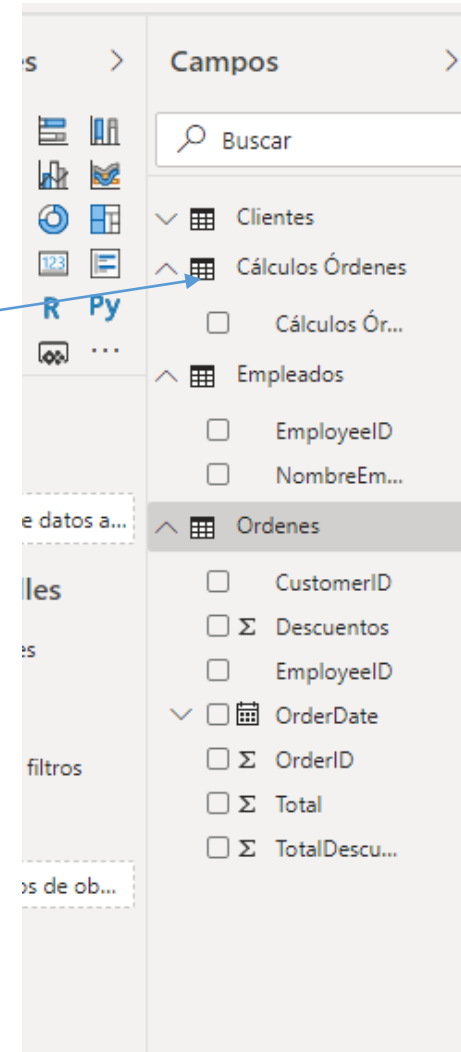 s
Campos
Buscar
Clientes
123
Cálculos Órdenes
R Py
Cálculos Ór...
...
Empleados
EmployeeID
NombreEm...
e datos a...
Ordenes
lles
CustomerID
Σ Descuentos
es
EmployeeID
OrderDate
filtros
Σ OrderID
Σ Total
Σ TotalDescu...
os de ob...